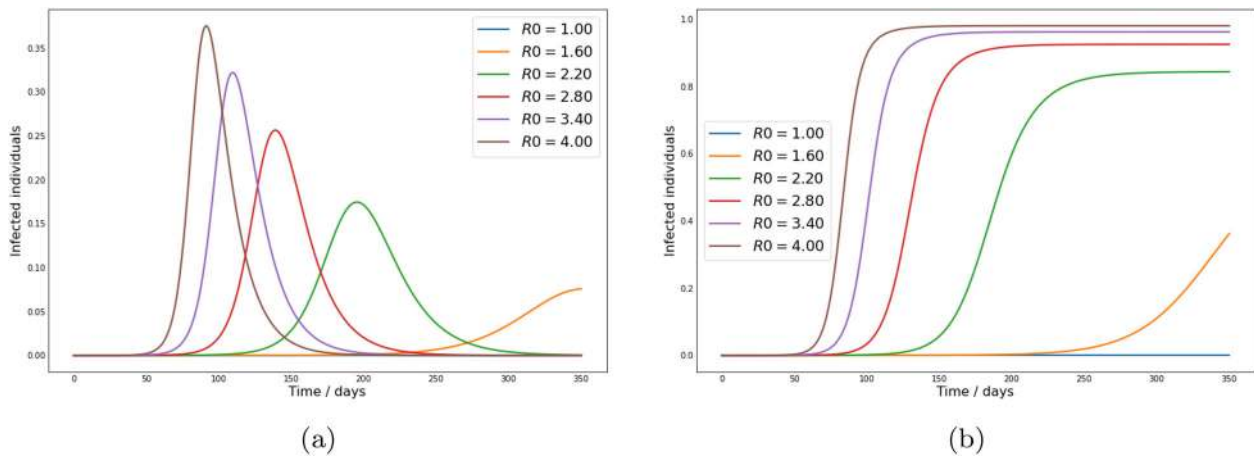 0.35
0.30
0.25
0.20
0.15
0.10
0.05
0.00
Infected individuals
R0 = 1.00
R0 = 1.60
R0 = 2.20
R0 = 2.80
R0 = 3.40
R0 = 4.00
0 50 100 150 200 250 300 350
Time / days
(a)
1.0
0.8
0.6
0.4
0.2
0.0
Infected individuals
R0 = 1.00
R0 = 1.60
R0 = 2.20
R0 = 2.80
R0 = 3.40
R0 = 4.00
0 50 100 150 200 250 300 350
Time / days
(b)